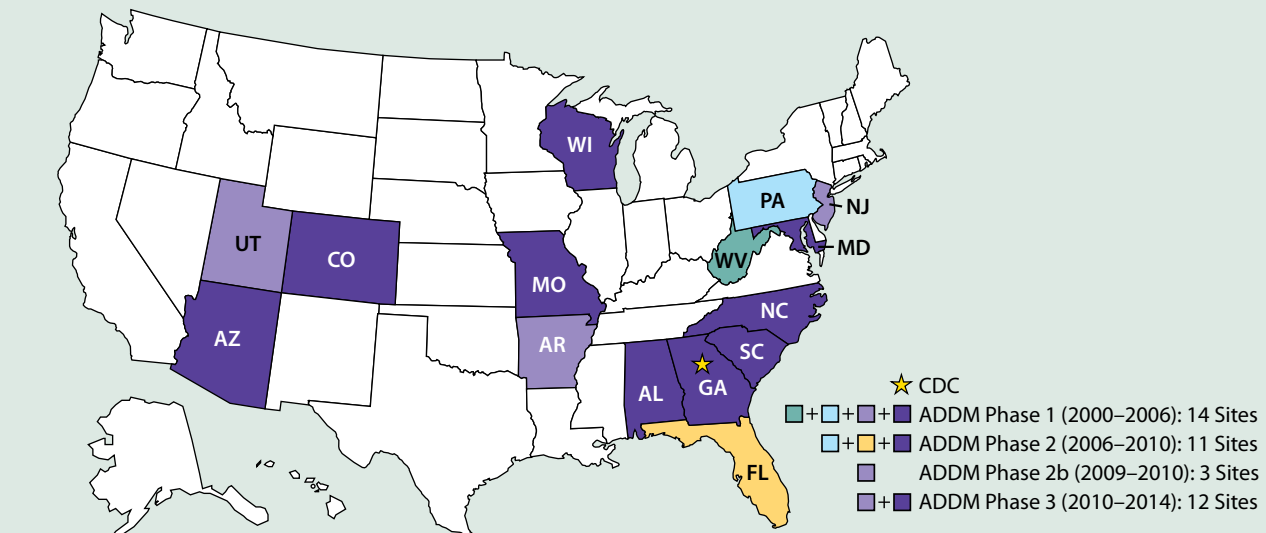 WI
PA
NJ
UT
MD
CO
WV
MO
NC
AZ
AR
SC
GA
AL
CDC
+ + + ADDM Phase 1 (2000–2006): 14 Sites
+ + ADDM Phase 2 (2006–2010): 11 Sites
FL
ADDM Phase 2b (2009–2010): 3 Sites
+ ADDM Phase 3 (2010–2014): 12 Sites